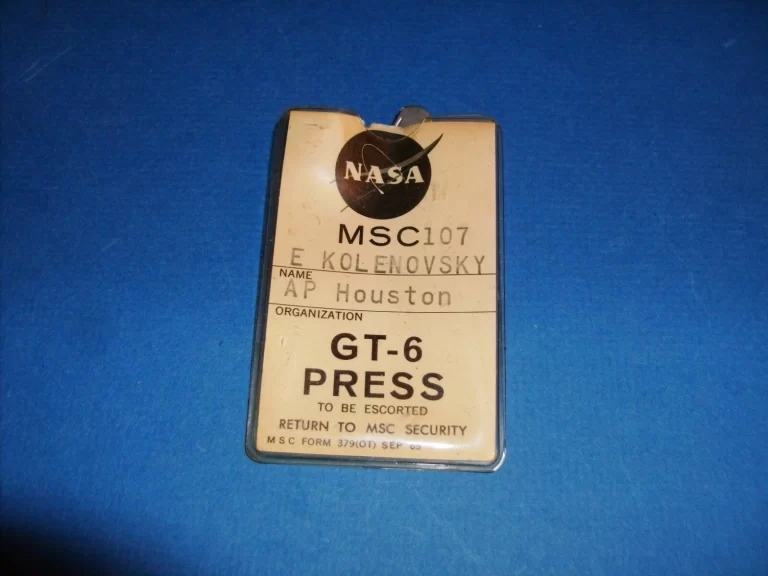 NASA
MSC107
E KOLENOVSKY
NAME
AP Houston
ORGANIZATION
GT-6
PRESS
TO BE ESCORTED
RETURN TO MSC SECURITY
MSC FORM 379(OT) SEP 65